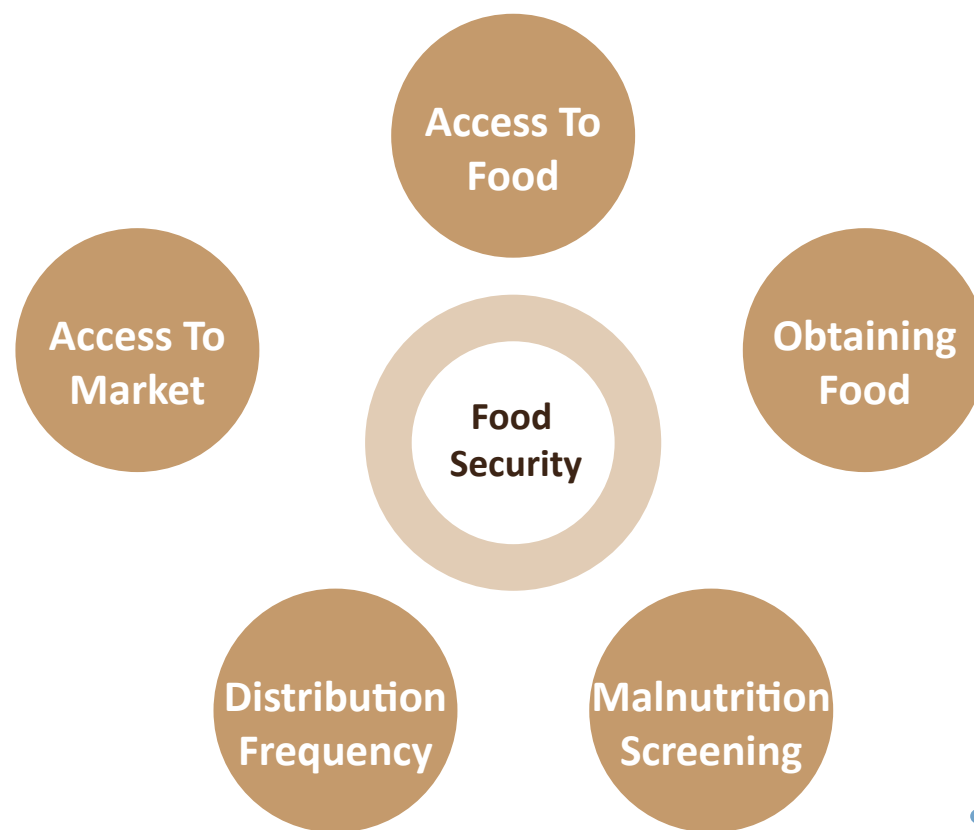 Access To
Food
Access To
Market
Obtaining
Food
Food
Security
Distribution
Frequency
Malnutrition
Screening